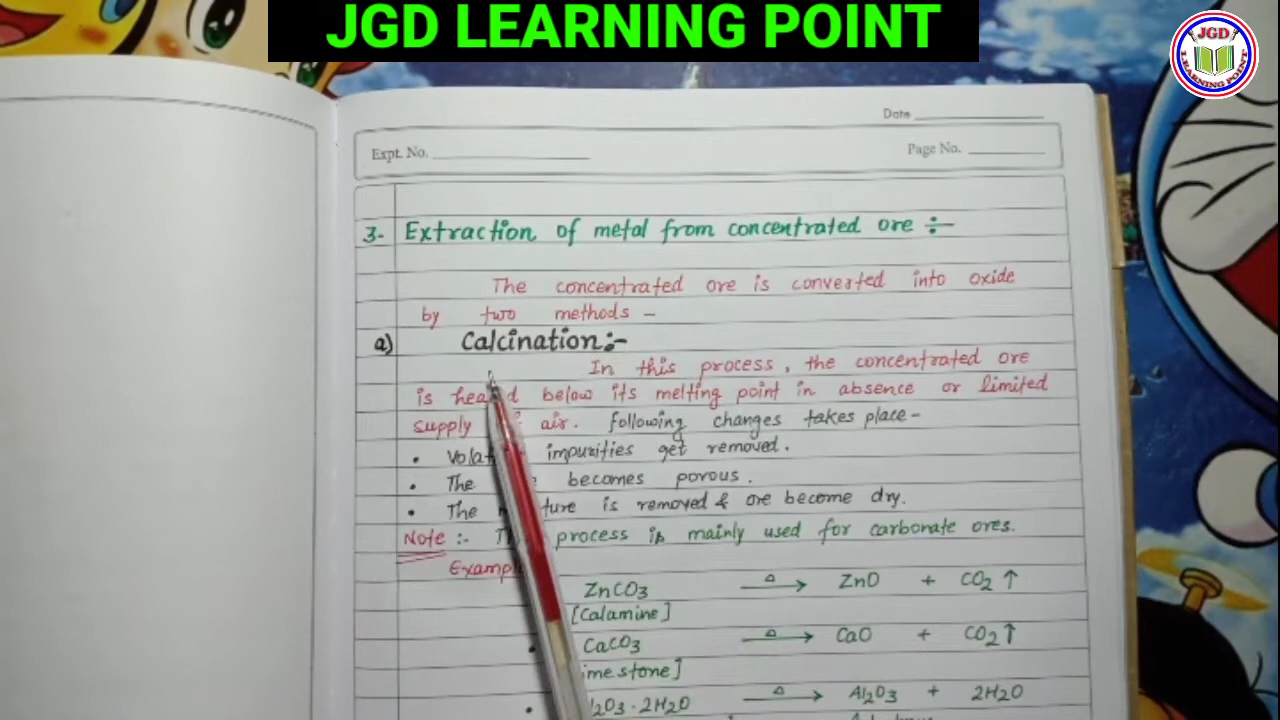 JGD LEARNING POINT
JGD
LEARNING POINT
Date
Expt. No.
Page No.
3- Extraction of metal from concentrated ore :-
The concentrated ore is converted into oxide
by two methods -
a) Calcination:-
In this process, the concentrated ore
is below its melting point in absence or limited
supply air. following changes takes place-
• impurities get removed.
• The becomes porous.
• The is removed & ore become dry.
Note :- process is mainly used for carbonate ores.
ZnCO3 Δ→ ZnO + CO2 ↑
[Calamine]
• CaCO3 Δ→ CaO + CO2 ↑
• Δ→ Al2O3 + 2H2O